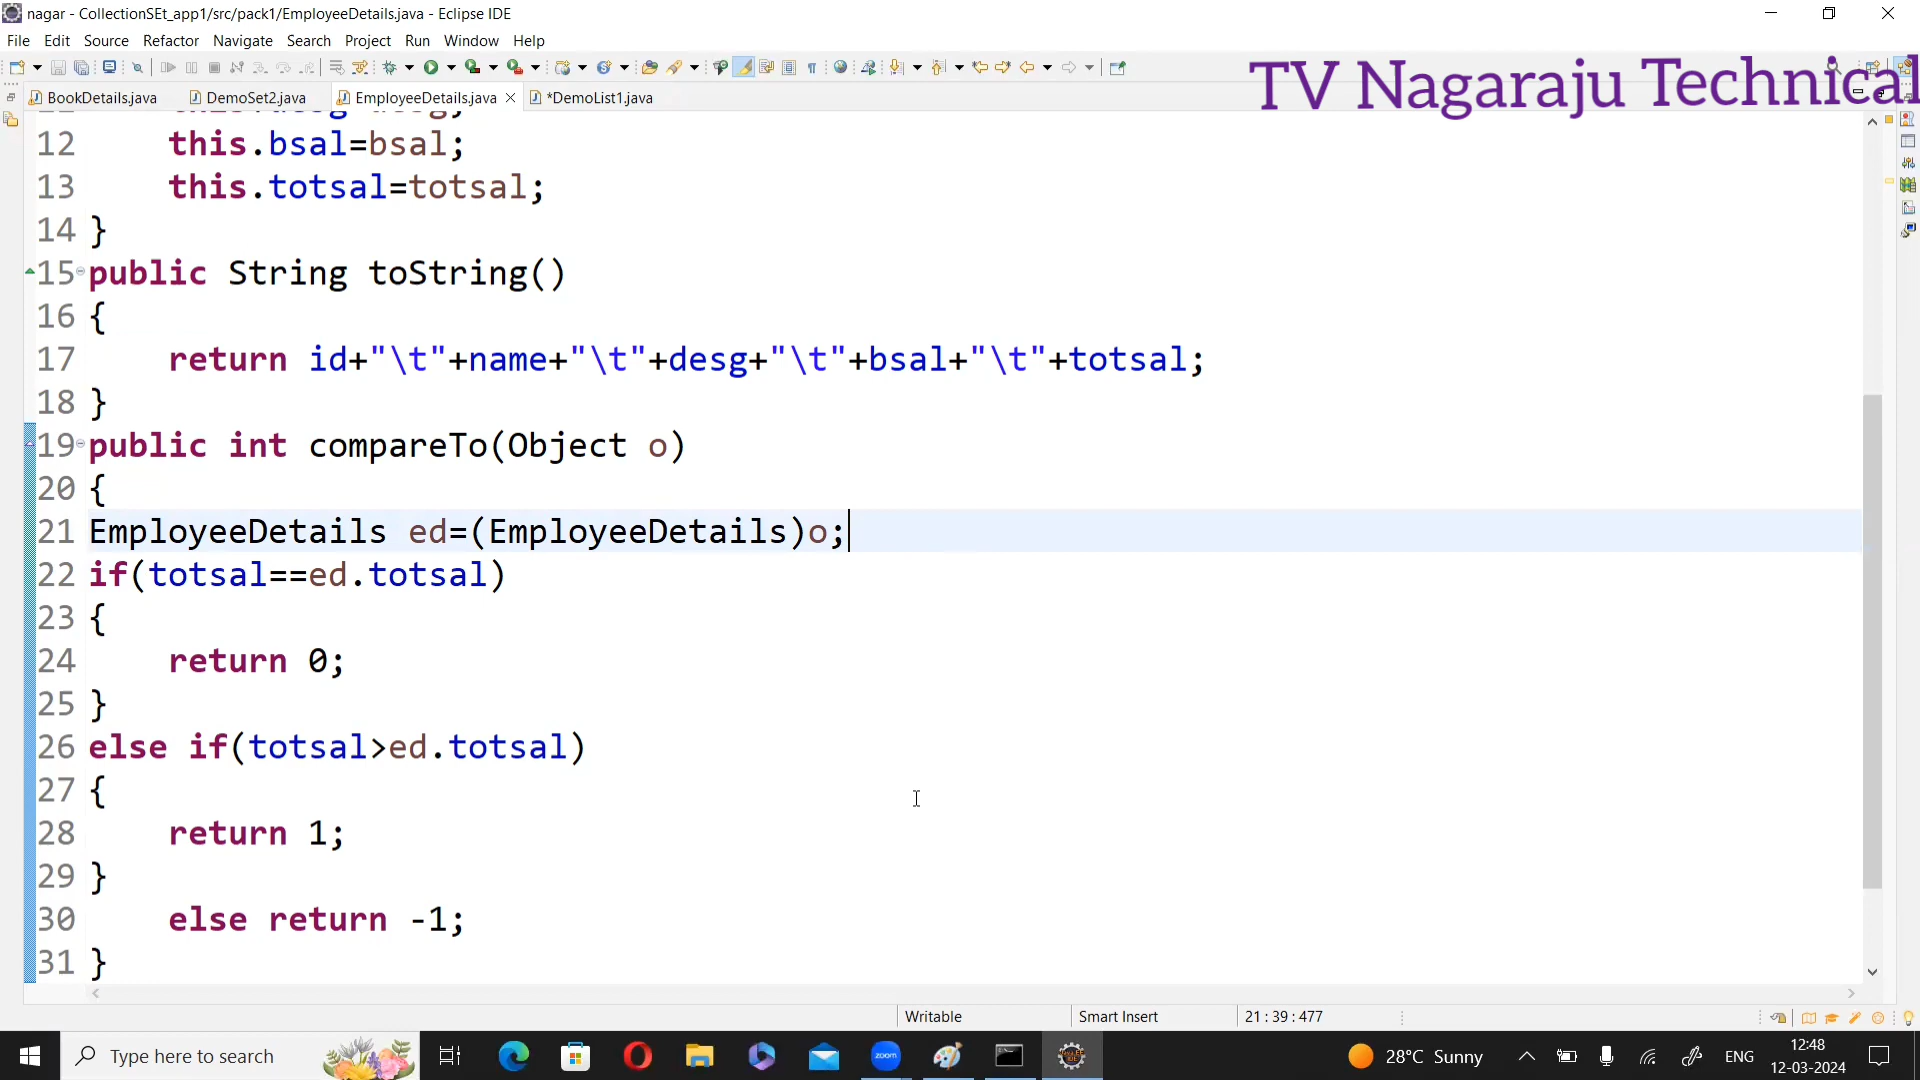 nagar - CollectionSEt_app1/src/pack1/EmployeeDetails.java - Eclipse IDE
File Edit Source Refactor Navigate Search Project Run Window Help
TV Nagaraju Technical
BookDetails.java DemoSet2.java EmployeeDetails.java *DemoList1.java
12 this.bsal=bsal;
13 this.totsal=totsal;
14 }
15 public String toString()
16 {
17 return id+"\t"+name+"\t"+desg+"\t"+bsal+"\t"+totsal;
18 }
19 public int compareTo(Object o)
20 {
21 EmployeeDetails ed=(EmployeeDetails)o;
22 if(totsal==ed.totsal)
23 {
24 return 0;
25 }
26 else if(totsal>ed.totsal)
27 {
28 return 1;
29 }
30 else return -1;
31 }
Writable Smart Insert 21 : 39 : 477
Type here to search zoom 28°C Sunny ENG 12:48
12-03-2024